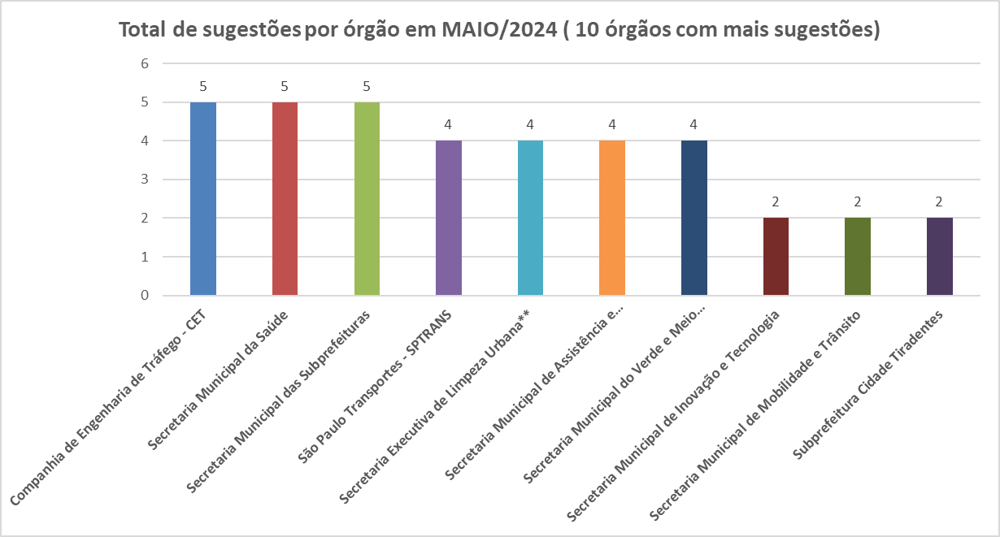 Total de sugestões por órgão em MAIO/2024 ( 10 órgãos com mais sugestões)
6
5
4
3
2
1
0
5
5
5
4
4
4
4
2
2
2
Companhia de Engenharia de Tráfego - CET
Secretaria Municipal da Saúde
Secretaria Municipal das Subprefeituras
São Paulo Transportes - SPTRANS
Secretaria Executiva de Limpeza Urbana**
Secretaria Municipal de Assistência e...
Secretaria Municipal do Verde e Meio...
Secretaria Municipal de Inovação e Tecnologia
Secretaria Municipal de Mobilidade e Trânsito
Subprefeitura Cidade Tiradentes